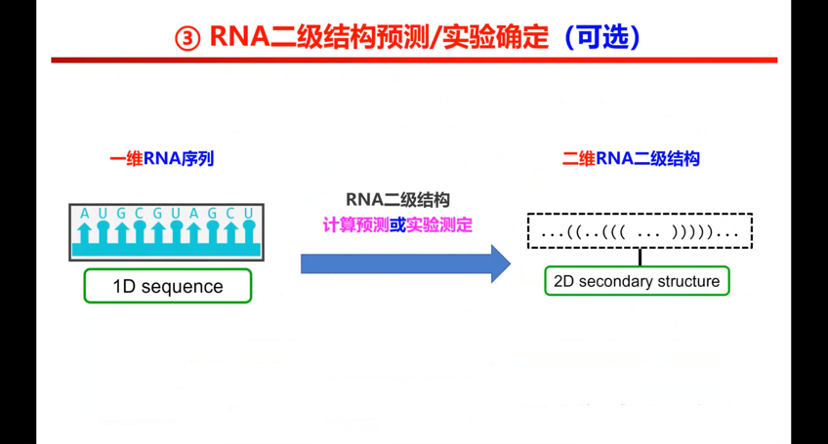 ③ RNA二级结构预测/实验确定（可选）
一维RNA序列
A U G C G U A G C U
1D sequence
RNA二级结构
计算预测或实验测定
二维RNA二级结构
...((..((( ... )))))...
2D secondary structure